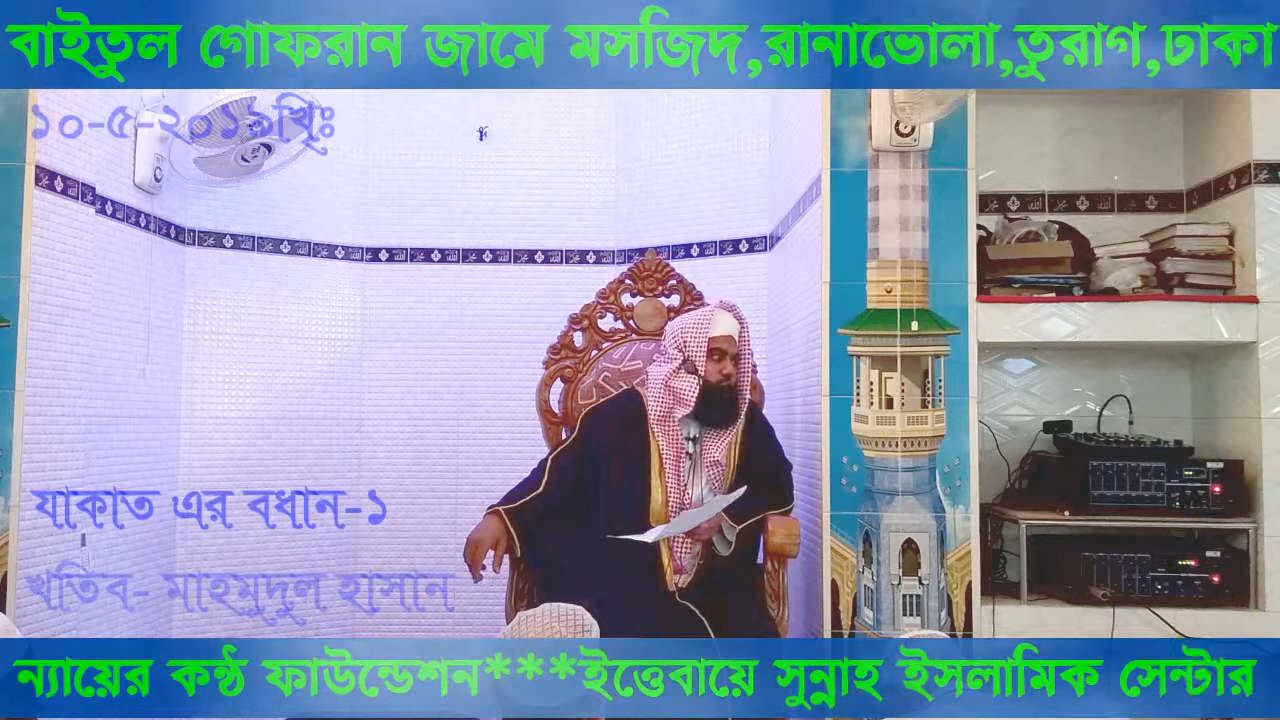 বাইতুল গোফরান জামে মসজিদ,রানাভোলা,তুরাগ,ঢাকা
১০-৫-২০১৯খ্রিঃ
যাকাত এর বধান-১
খতিব- মাহমুদুল হাসান
ন্যায়ের কন্ঠ ফাউন্ডেশন***ইত্তেবায়ে সুন্নাহ ইসলামিক সেন্টার